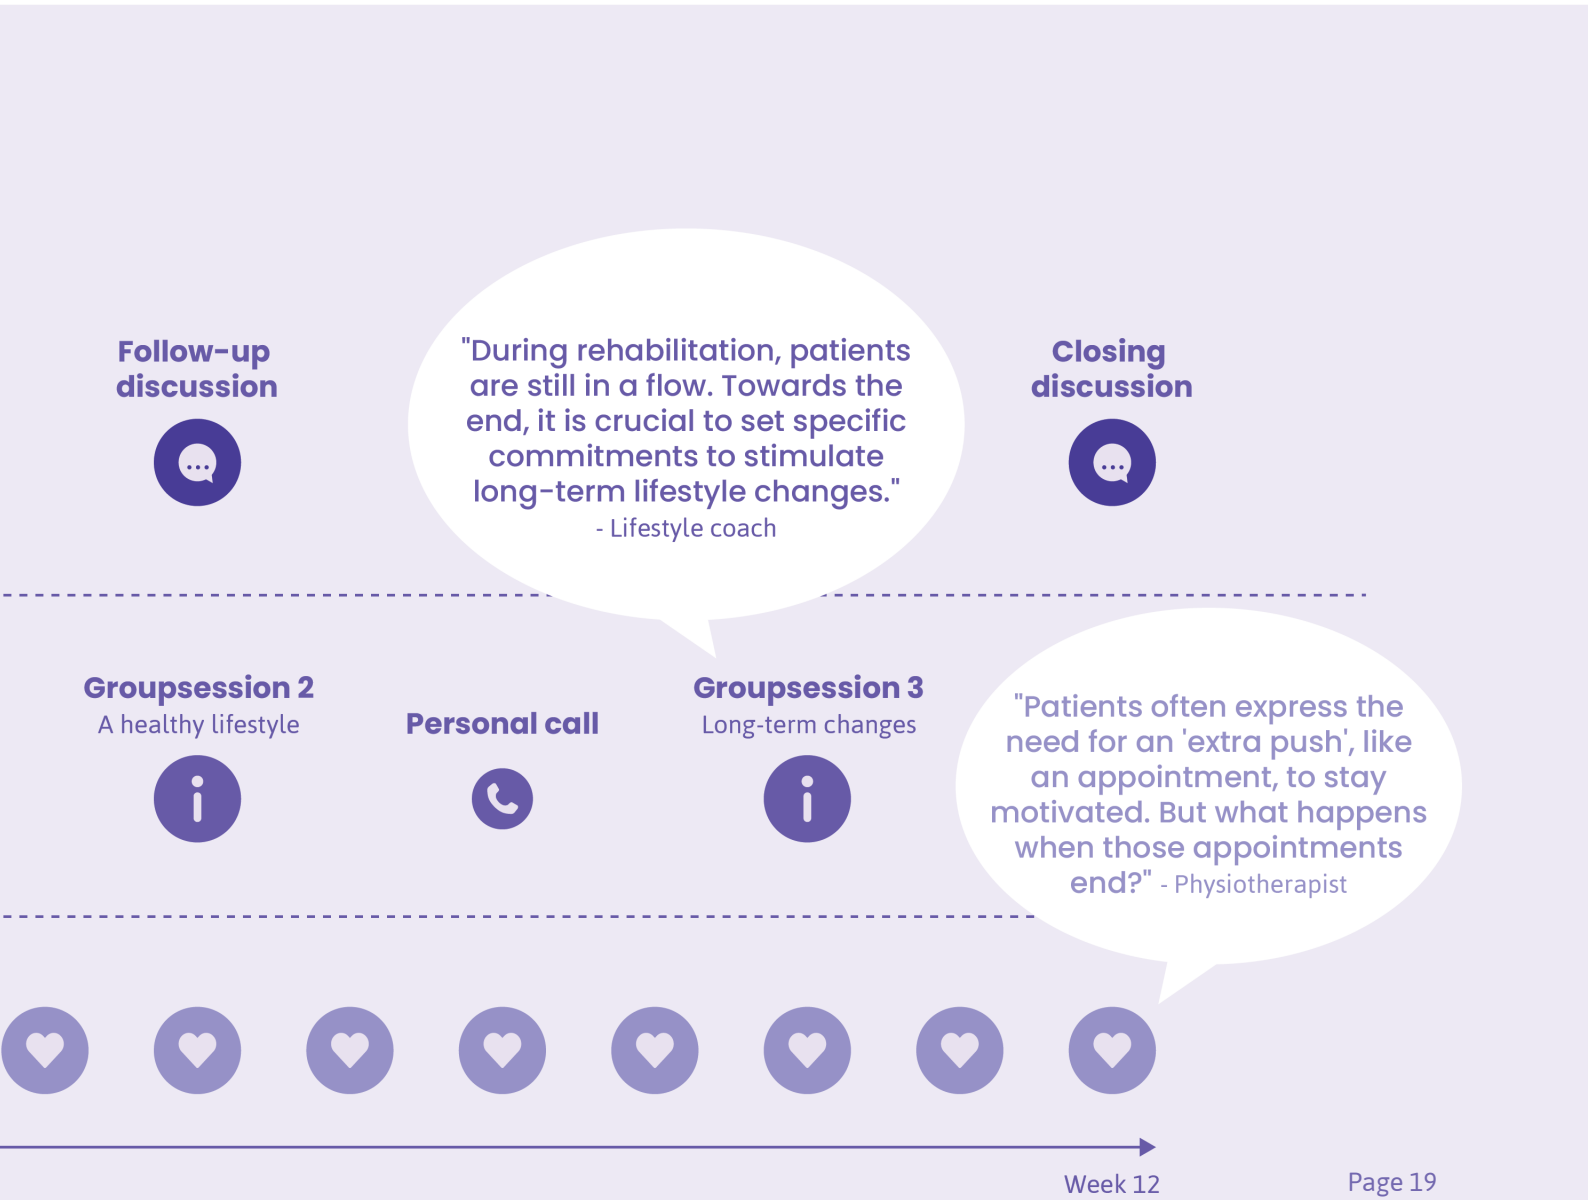 Follow-up
discussion
"During rehabilitation, patients
are still in a flow. Towards the
end, it is crucial to set specific
commitments to stimulate
long-term lifestyle changes."
- Lifestyle coach
Closing
discussion
Groupsession 2
A healthy lifestyle
Personal call
Groupsession 3
Long-term changes
"Patients often express the
need for an 'extra push', like
an appointment, to stay
motivated. But what happens
when those appointments
end?" - Physiotherapist
Week 12
Page 19